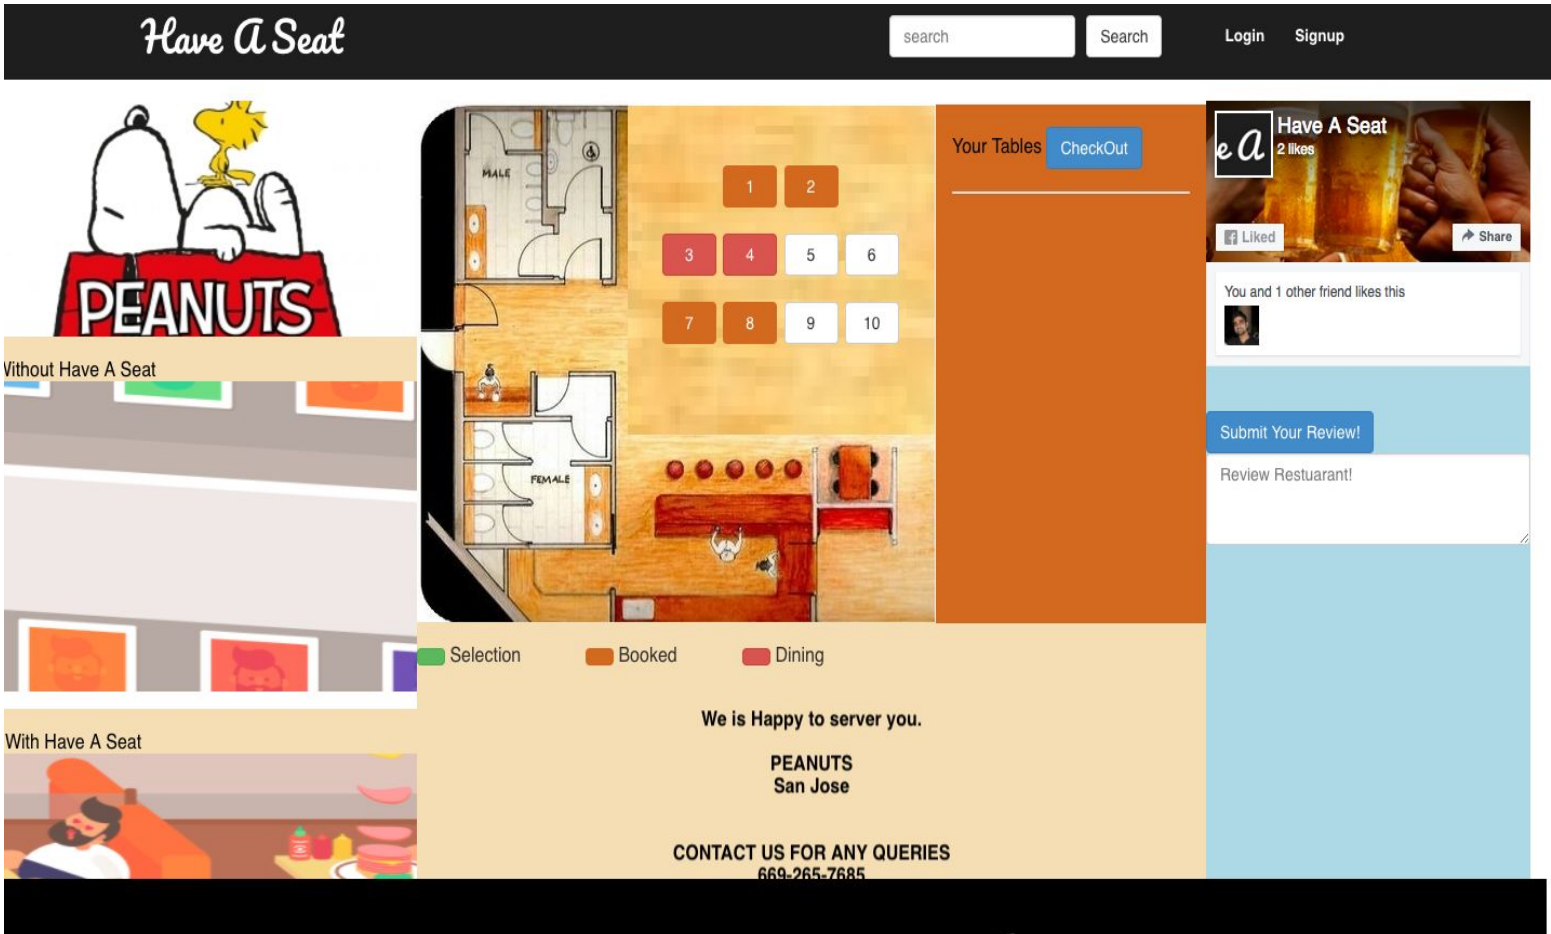 Have A Seat
search
Search
Login
Signup
PEANUTS
Without Have A Seat
With Have A Seat
MALE
FEMALE
1 2
3 4 5 6
7 8 9 10
Selection
Booked
Dining
We is Happy to server you.
PEANUTS
San Jose
CONTACT US FOR ANY QUERIES
669-265-7685
Your Tables
CheckOut
e A
Have A Seat
2 likes
Liked
Share
You and 1 other friend likes this
Submit Your Review!
Review Restuarant!